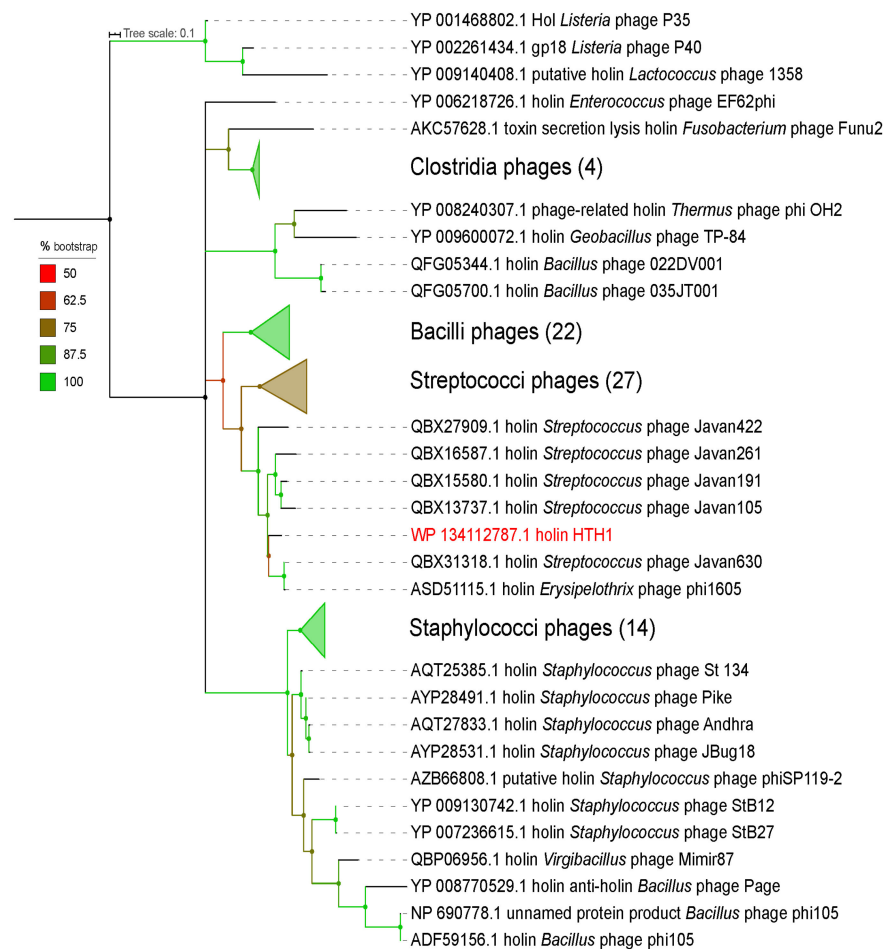 YP 001468802.1 Hol Listeria phage P35
Tree scale: 0.1
YP 002261434.1 gp18 Listeria phage P40
YP 009140408.1 putative holin Lactococcus phage 1358
YP 006218726.1 holin Enterococcus phage EF62phi
AKC57628.1 toxin secretion lysis holin Fusobacterium phage Funu2
Clostridia phages (4)
YP 008240307.1 phage-related holin Thermus phage phi OH2
YP 009600072.1 holin Geobacillus phage TP-84
% bootstrap
50
62.5
75
87.5
100
QFG05344.1 holin Bacillus phage 022DV001
QFG05700.1 holin Bacillus phage 035JT001
Bacilli phages (22)
Streptococci phages (27)
QBX27909.1 holin Streptococcus phage Javan422
QBX16587.1 holin Streptococcus phage Javan261
QBX15580.1 holin Streptococcus phage Javan191
QBX13737.1 holin Streptococcus phage Javan105
WP 134112787.1 holin HTH1
QBX31318.1 holin Streptococcus phage Javan630
ASD51115.1 holin Erysipelothrix phage phi1605
Staphylococci phages (14)
AQT25385.1 holin Staphylococcus phage St 134
AYP28491.1 holin Staphylococcus phage Pike
AQT27833.1 holin Staphylococcus phage Andhra
AYP28531.1 holin Staphylococcus phage JBug18
AZB66808.1 putative holin Staphylococcus phage phiSP119-2
YP 009130742.1 holin Staphylococcus phage StB12
YP 007236615.1 holin Staphylococcus phage StB27
QBP06956.1 holin Virgibacillus phage Mimir87
YP 008770529.1 holin anti-holin Bacillus phage Page
NP 690778.1 unnamed protein product Bacillus phage phi105
ADF59156.1 holin Bacillus phage phi105